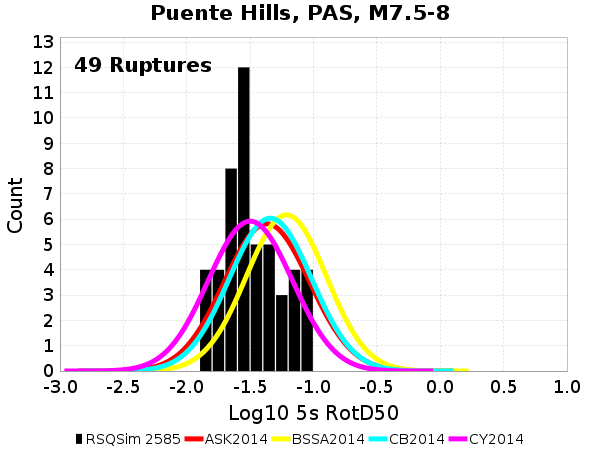 Puente Hills, PAS, M7.5-8
49 Ruptures
Count
13
12
11
10
9
8
7
6
5
4
3
2
1
0
-3.0 -2.5 -2.0 -1.5 -1.0 -0.5 0.0 0.5 1.0
Log10 5s RotD50
RSQSim 2585 ASK2014 BSSA2014 CB2014 CY2014